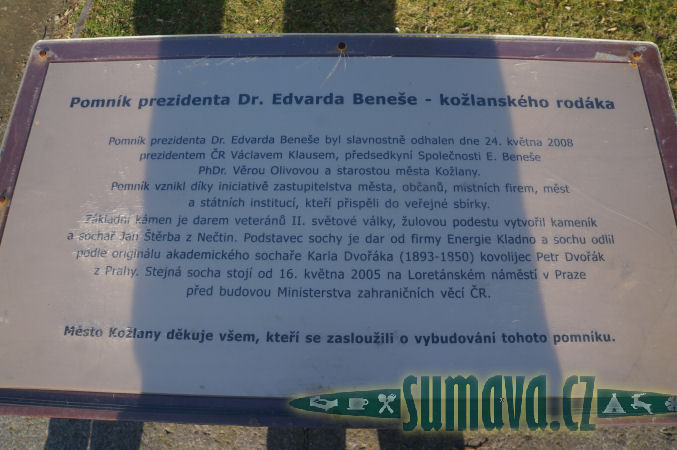 Pomník prezidenta Dr. Edvarda Beneše - kožlanského rodáka
Pomník prezidenta Dr. Edvarda Beneše byl slavnostně odhalen dne 24. května 2008
prezidentem ČR Václavem Klausem, předsedkyní Společnosti E. Beneše
PhDr. Věrou Olivovou a starostou města Kožlany.
Pomník vznikl díky iniciativě zastupitelstva města, občanů, místních firem, měst
a státních institucí, kteří přispěli do veřejné sbírky.
Základní kámen je darem veteránů II. světové války, žulovou podestu vytvořil kameník
a sochař Jan Štěrba z Nečtin. Podstavec sochy je dar od firmy Energie Kladno a sochu odlil
podle originálu akademického sochaře Karla Dvořáka (1893-1950) kovolijec Petr Dvořák
z Prahy. Stejná socha stojí od 16. května 2005 na Loretánském náměstí v Praze
před budovou Ministerstva zahraničních věcí ČR.
Město Kožlany děkuje všem, kteří se zasloužili o vybudování tohoto pomníku.
sumava.cz